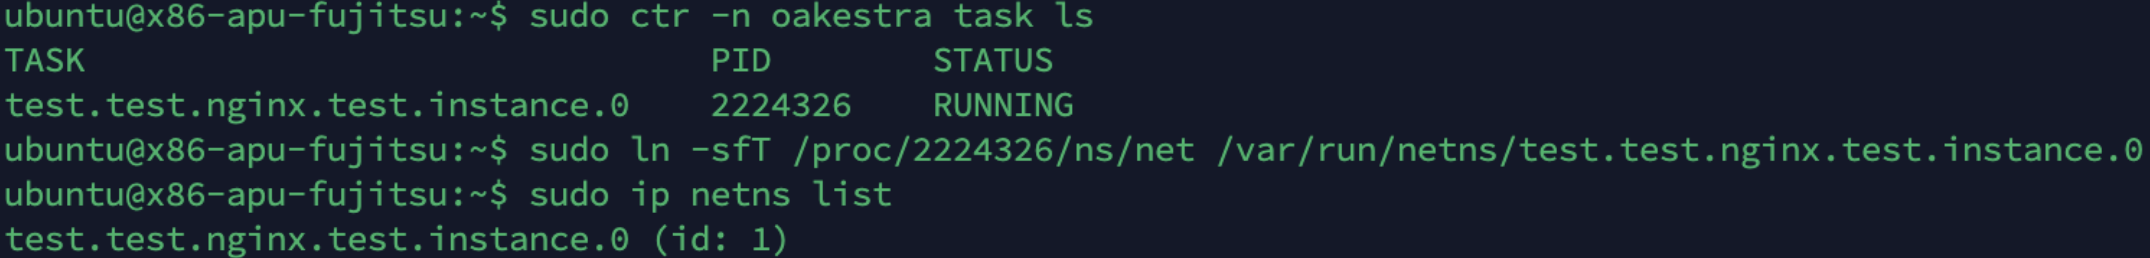 ubuntu@x86-apu-fujitsu:~$ sudo ctr -n oakestra task ls
TASK PID STATUS
test.test.nginx.test.instance.0 2224326 RUNNING
ubuntu@x86-apu-fujitsu:~$ sudo ln -sfT /proc/2224326/ns/net /var/run/netns/test.test.nginx.test.instance.0
ubuntu@x86-apu-fujitsu:~$ sudo ip netns list
test.test.nginx.test.instance.0 (id: 1)